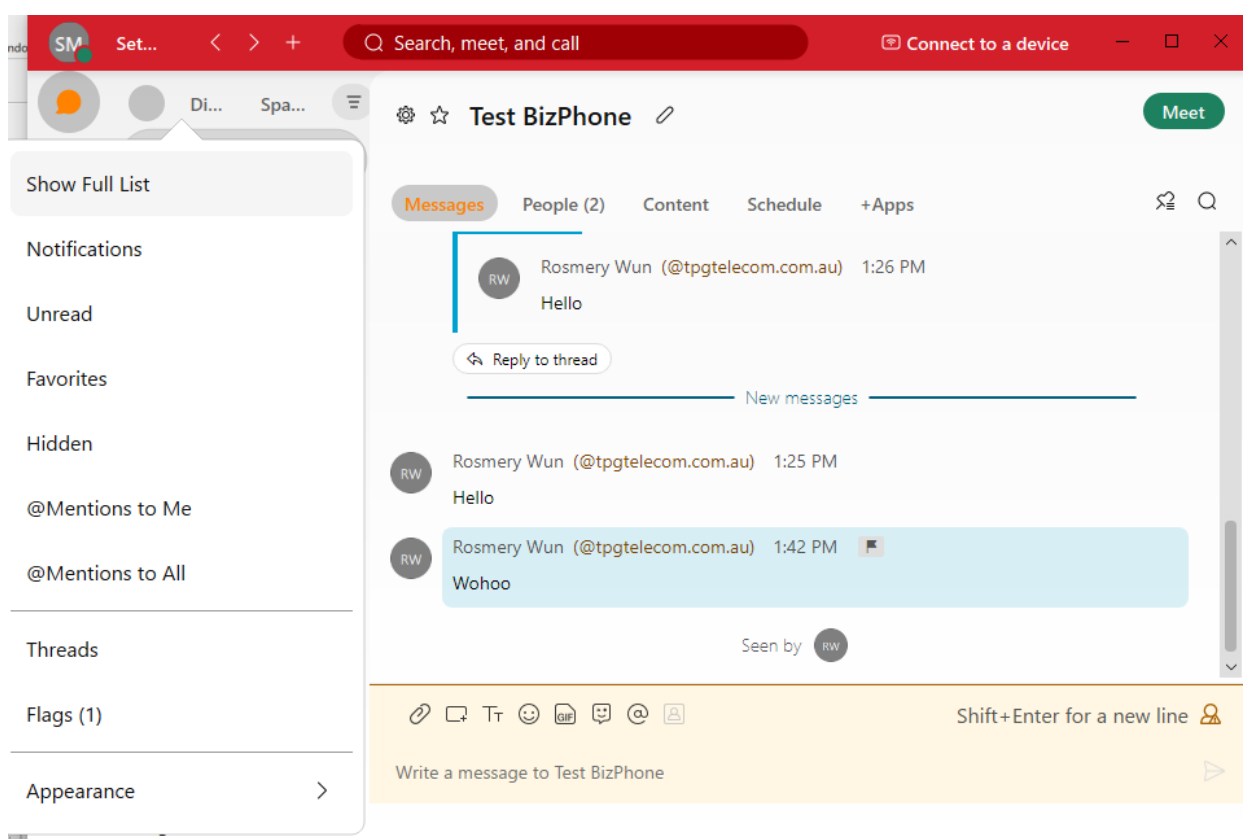 ndo
SM Set... Search, meet, and call Connect to a device
Di... Spa...
Test BizPhone Meet
Show Full List
Notifications
Unread
Favorites
Hidden
@Mentions to Me
@Mentions to All
Threads
Flags (1)
Appearance
Messages People (2) Content Schedule +Apps
RW Rosmery Wun (@tpgtelecom.com.au) 1:26 PM
Hello
Reply to thread
New messages
RW Rosmery Wun (@tpgtelecom.com.au) 1:25 PM
Hello
RW Rosmery Wun (@tpgtelecom.com.au) 1:42 PM
Wohoo
Seen by RW
GIF Shift+Enter for a new line
Write a message to Test BizPhone